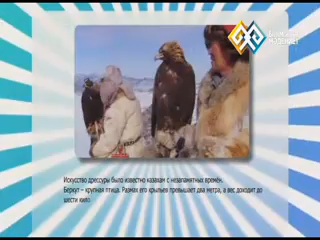 Искусство дрессуры было известно казахам с незапамятных времён.
Беркут – крупная птица. Размах его крыльев превышает два метра, а вес доходит до
шести кило